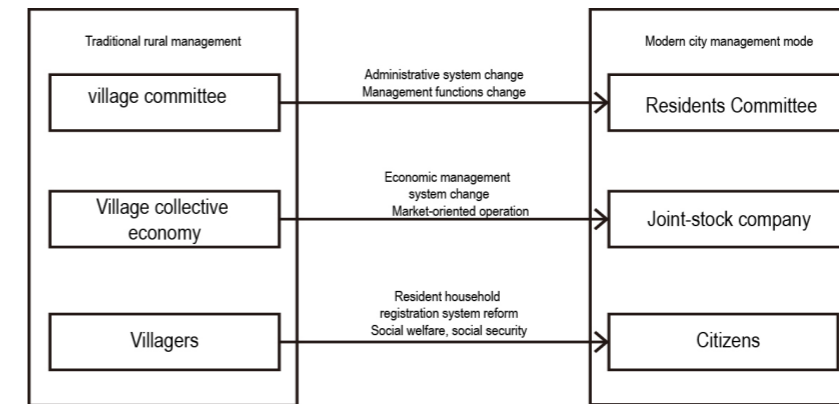 Traditional rural management
Modern city management mode
village committee
Administrative system change
Management functions change
Residents Committee
Village collective
economy
Economic management
system change
Market-oriented operation
Joint-stock company
Villagers
Resident household
registration system reform
Social welfare, social security
Citizens